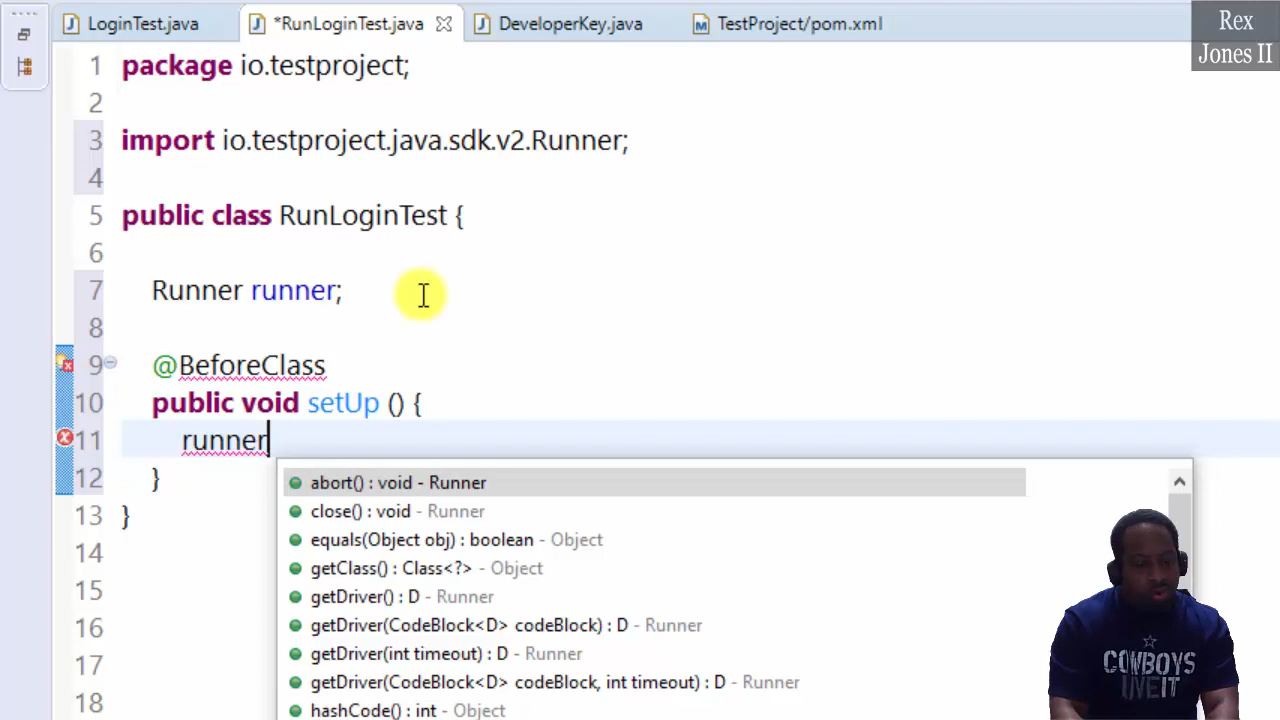 LoginTest.java
*RunLoginTest.java
DeveloperKey.java
TestProject/pom.xml
Rex
Jones II
1 package io.testproject;
2
3 import io.testproject.java.sdk.v2.Runner;
4
5 public class RunLoginTest {
6
7 Runner runner;
8
9 @BeforeClass
10 public void setUp () {
11 runner
12 }
13 }
14
15
16
17
18
abort() : void - Runner
close() : void - Runner
equals(Object obj) : boolean - Object
getClass() : Class<?> - Object
getDriver() : D - Runner
getDriver(CodeBlock<D> codeBlock) : D - Runner
getDriver(int timeout) : D - Runner
getDriver(CodeBlock<D> codeBlock, int timeout) : D - Runner
hashCode() : int - Object
COWBOYS
LIVE IT